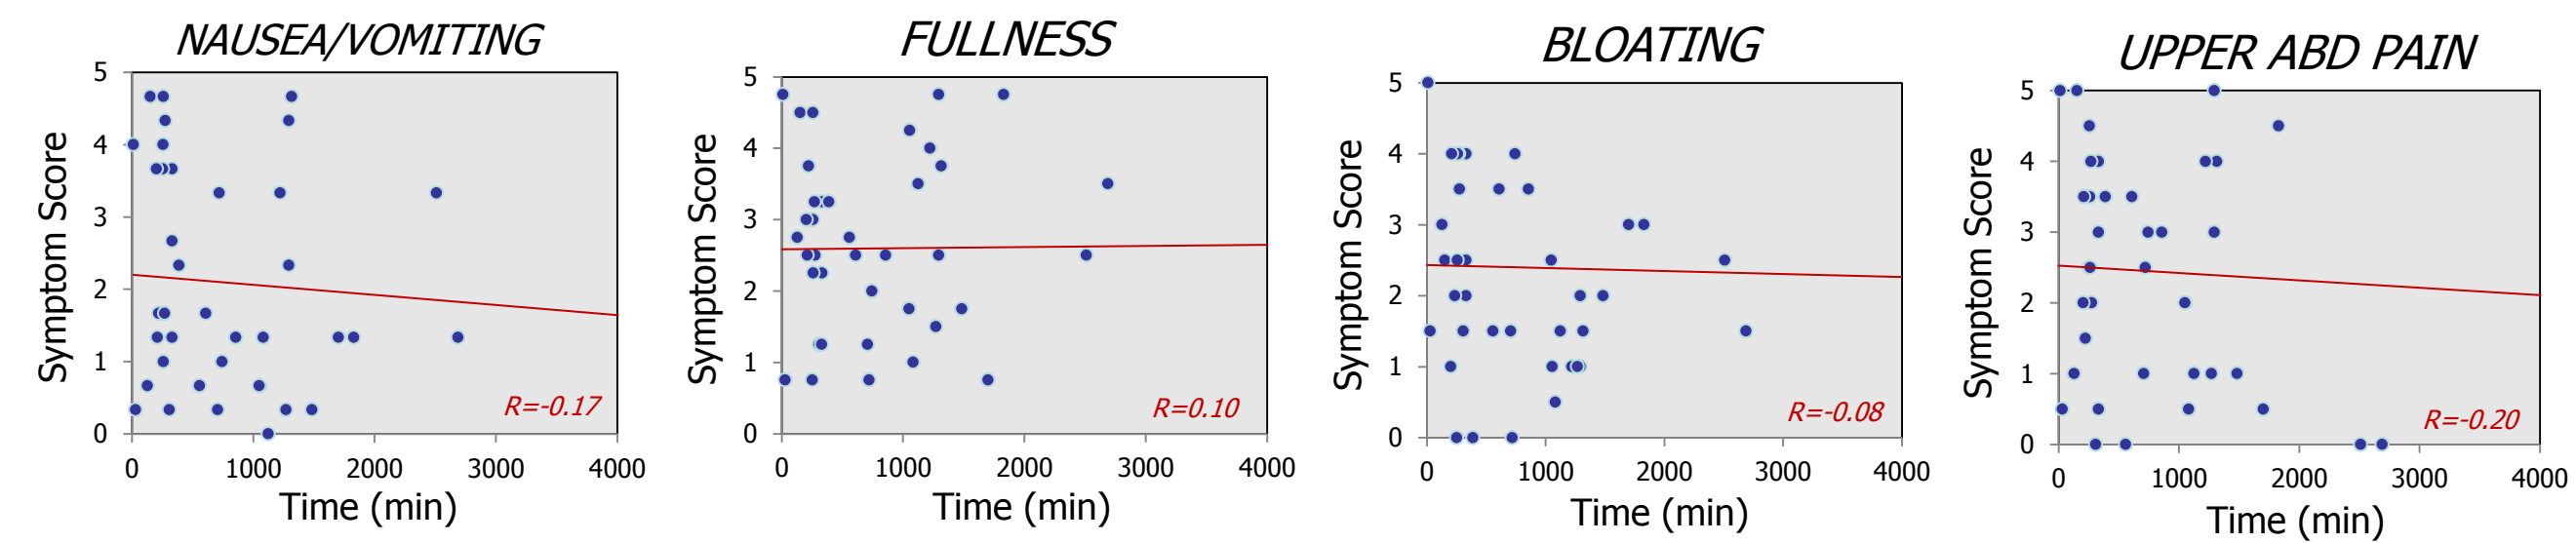 NAUSEA/VOMITING
5
4
3
2
1
0
Symptom Score
0 1000 2000 3000 4000
Time (min)
R=-0.17
FULLNESS
5
4
3
2
1
0
Symptom Score
0 1000 2000 3000 4000
Time (min)
R=0.10
BLOATING
5
4
3
2
1
0
Symptom Score
0 1000 2000 3000 4000
Time (min)
R=-0.08
UPPER ABD PAIN
5
4
3
2
1
0
Symptom Score
0 1000 2000 3000 4000
Time (min)
R=-0.20